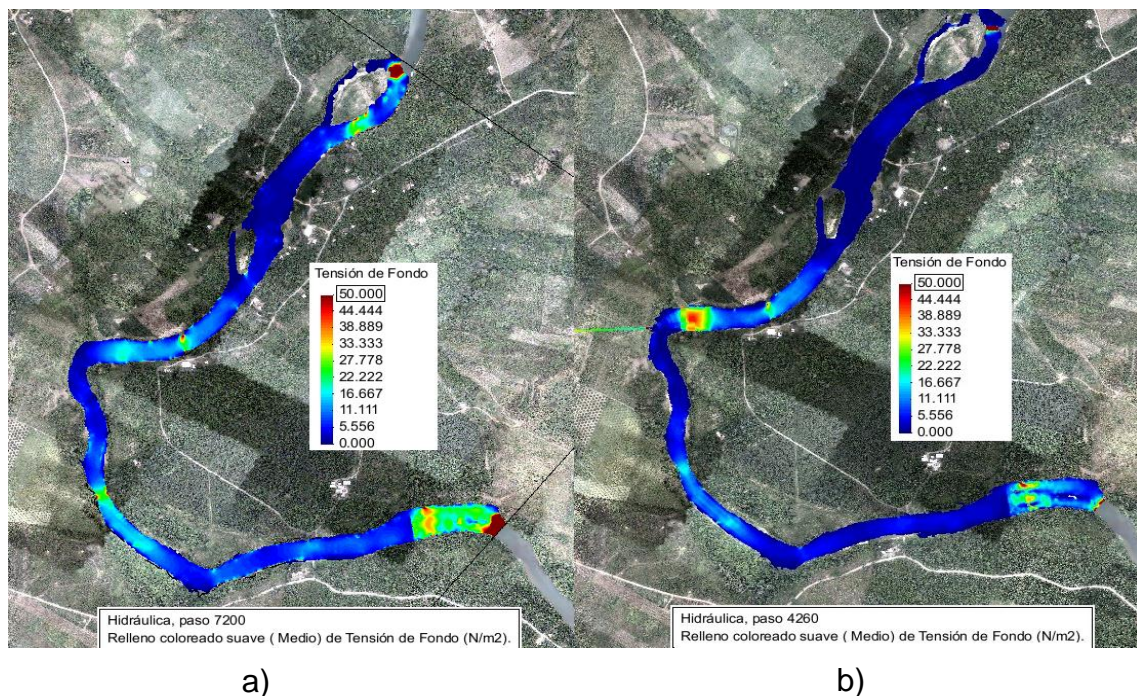 Tensión de Fondo
50.000
44.444
38.889
33.333
27.778
22.222
16.667
11.111
5.556
0.000
Hidráulica, paso 7200
Relleno coloreado suave ( Medio) de Tensión de Fondo (N/m2).
a)
Tensión de Fondo
50.000
44.444
38.889
33.333
27.778
22.222
16.667
11.111
5.556
0.000
Hidráulica, paso 4260
Relleno coloreado suave ( Medio) de Tensión de Fondo (N/m2).
b)